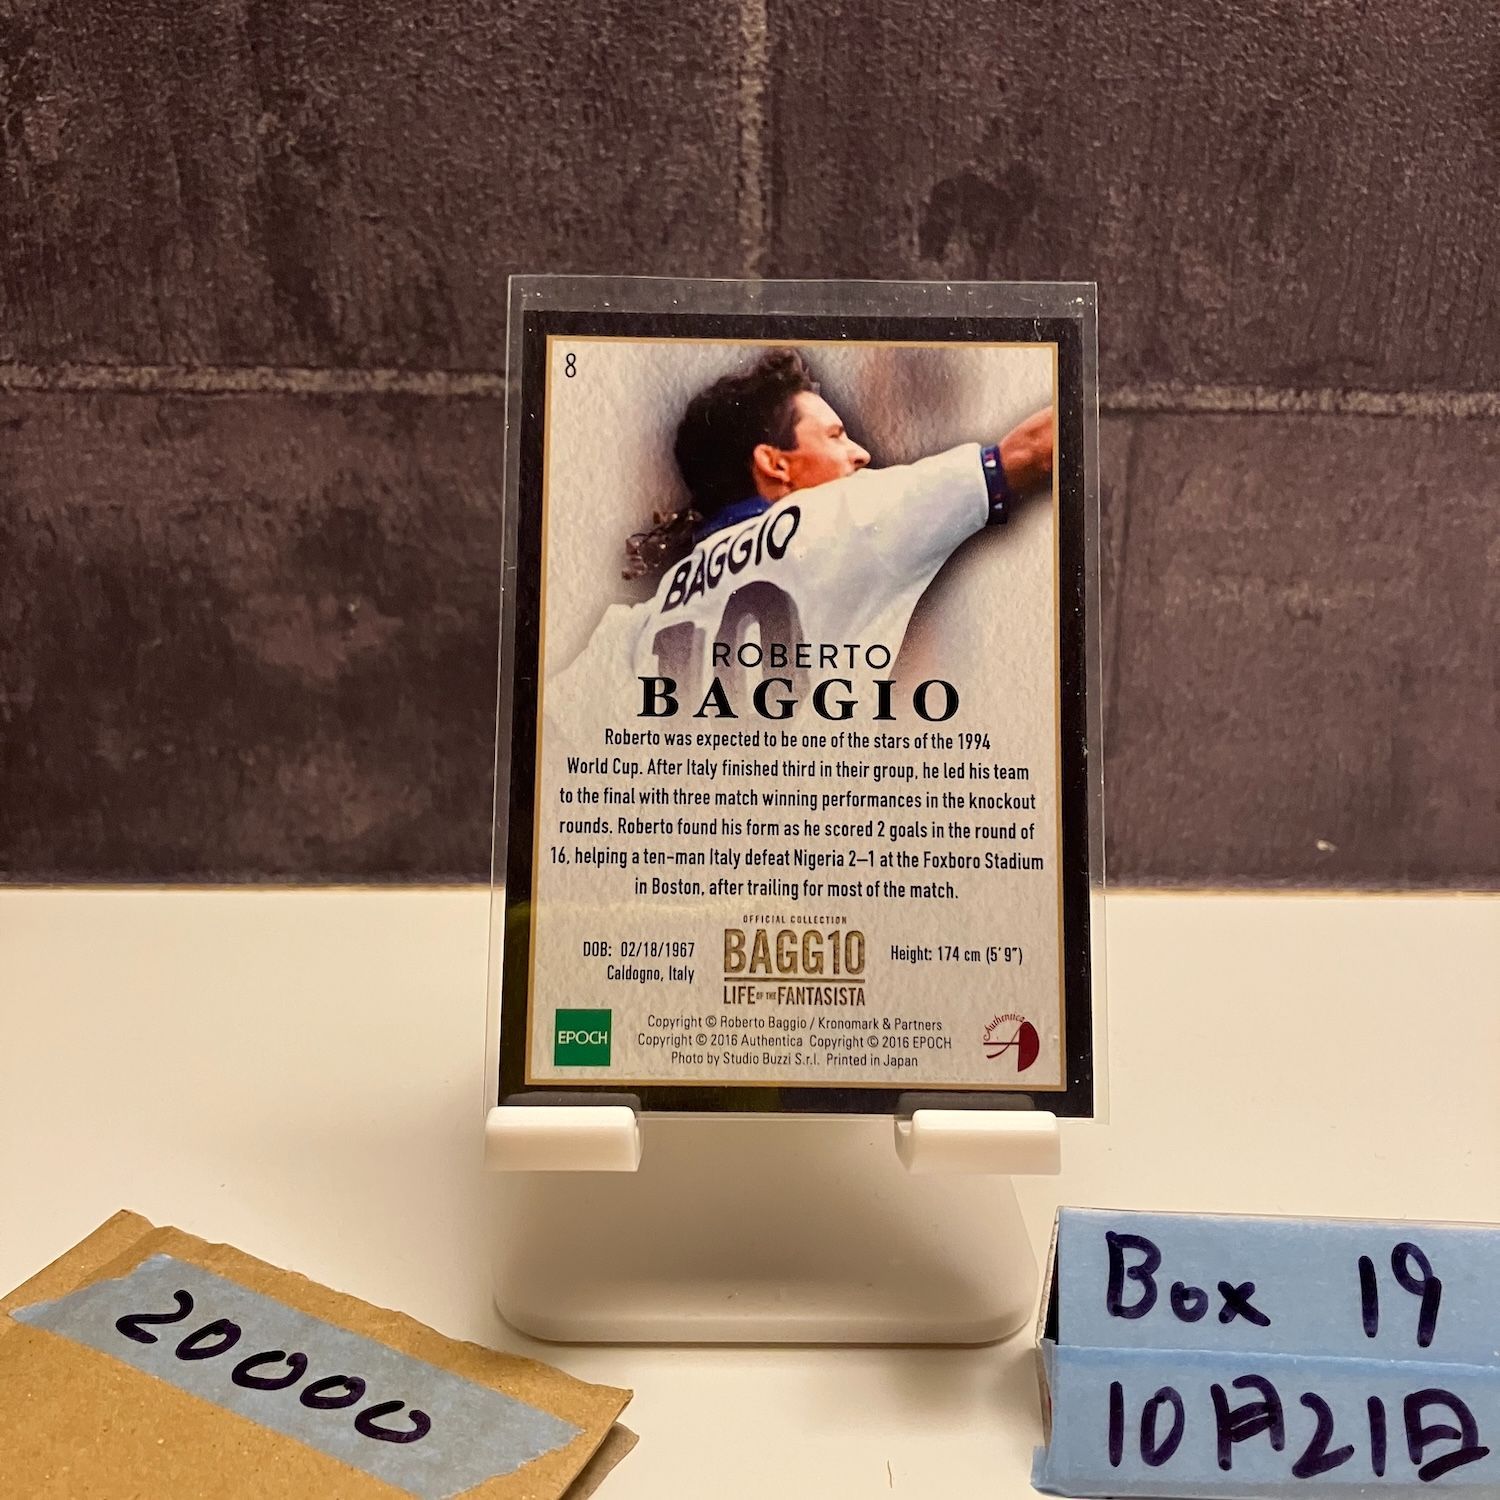 8
BAGGIO
10
ROBERTO
BAGGIO
Roberto was expected to be one of the stars of the 1994
World Cup. After Italy finished third in their group, he led his team
to the final with three match winning performances in the knockout
rounds. Roberto found his form as he scored 2 goals in the round of
16, helping a ten-man Italy defeat Nigeria 2–1 at the Foxboro Stadium
in Boston, after trailing for most of the match.
OFFICIAL COLLECTION
BAGG10
LIFE OF THE FANTASISTA
DOB: 02/18/1967
Caldogno, Italy
Height: 174 cm (5'9")
EPOCH
Copyright © Roberto Baggio / Kronomark & Partners
Copyright © 2016 Authentica Copyright © 2016 EPOCH
Photo by Studio Buzzi S.r.l. Printed in Japan
Authentica
20000
Box 19
10月21日